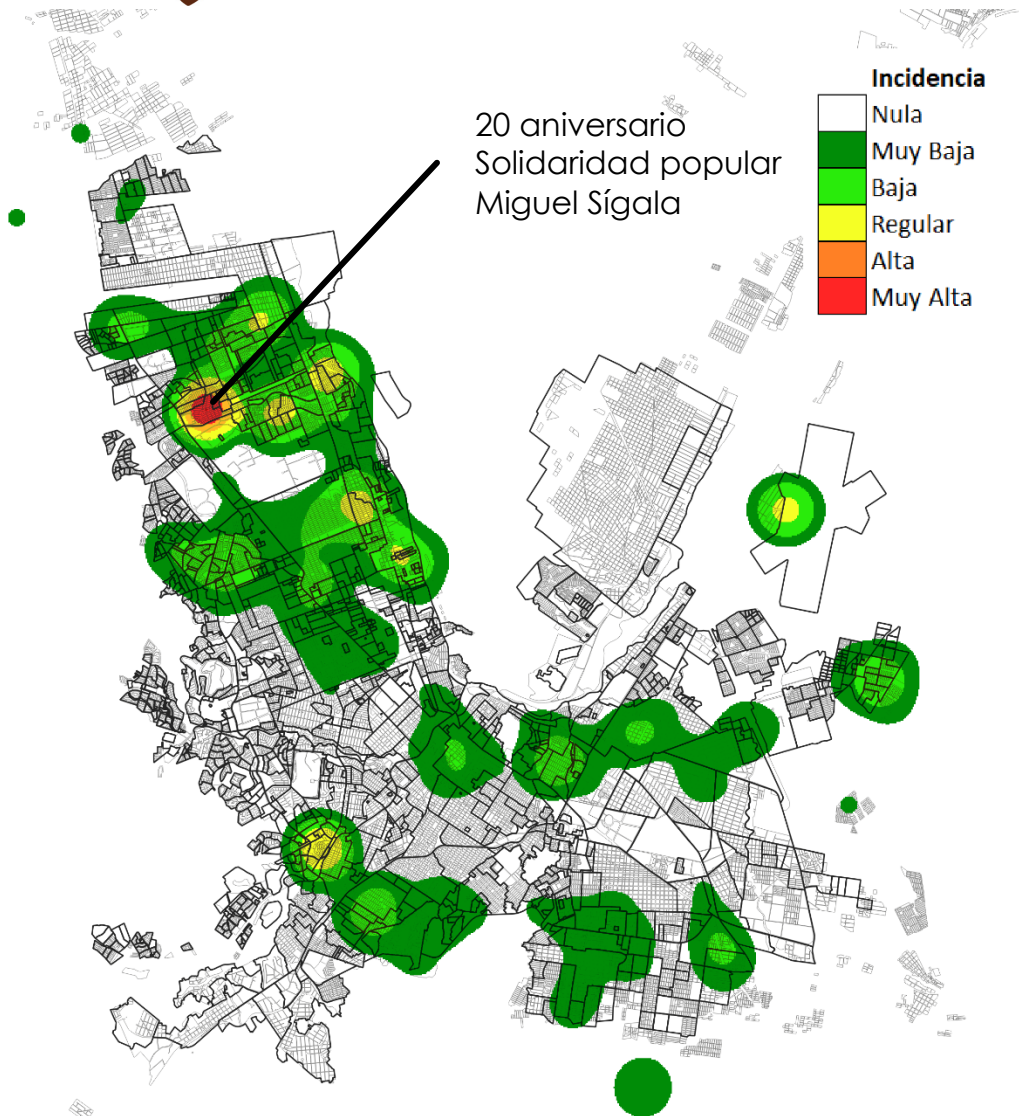 20 aniversario
Solidaridad popular
Miguel Sígala
Incidencia
Nula
Muy Baja
Baja
Regular
Alta
Muy Alta